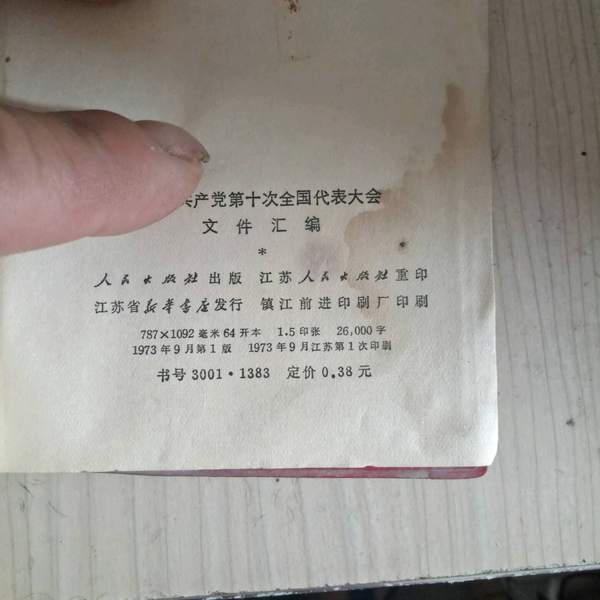 共产党第十次全国代表大会
文件汇编
*
人民出版社出版 江苏人民出版社重印
江苏省新华书店发行 镇江前进印刷厂印刷
787×1092毫米64开本 1.5印张 26,000字
1973年9月第1版 1973年9月江苏第1次印刷
书号3001·1383 定价0.38元